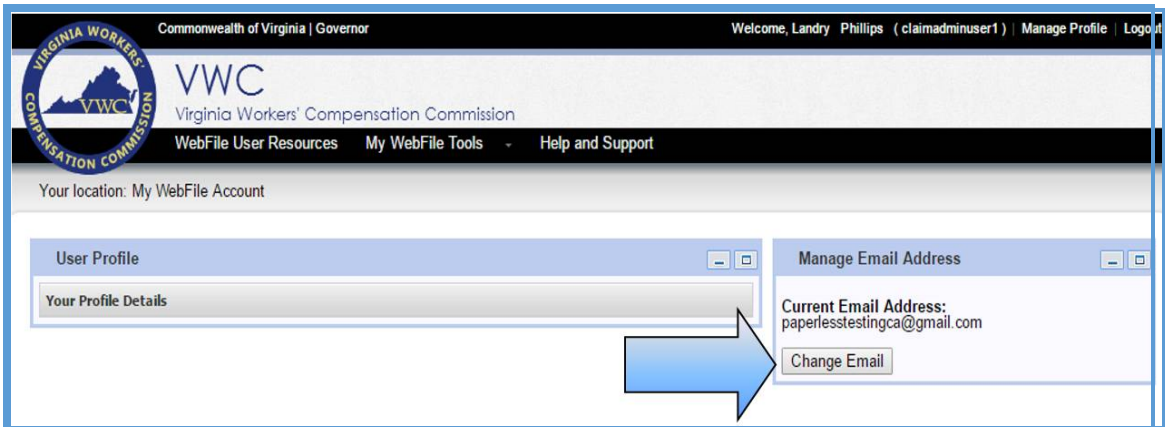 Commonwealth of Virginia | Governor
Welcome, Landry Phillips ( claimadminuser1 ) | Manage Profile | Logout
VIRGINIA WORKERS'
COMPENSATION COMMISSION
VWC
VWC
Virginia Workers' Compensation Commission
WebFile User Resources My WebFile Tools - Help and Support
Your location: My WebFile Account
User Profile
Your Profile Details
Manage Email Address
Current Email Address:
paperlesstestingca@gmail.com
Change Email